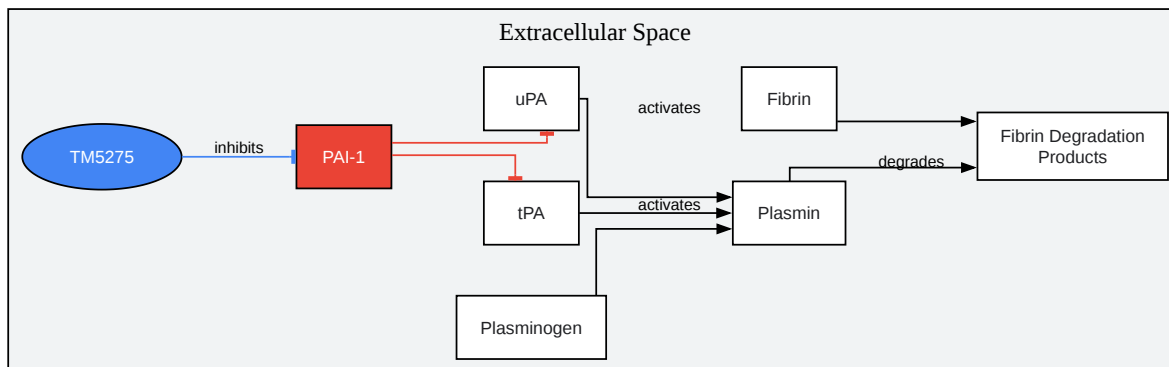 Extracellular Space
uPA
activates
Fibrin
TM5275
inhibits
PAI-1
Fibrin Degradation
Products
degrades
tPA
activates
Plasmin
Plasminogen